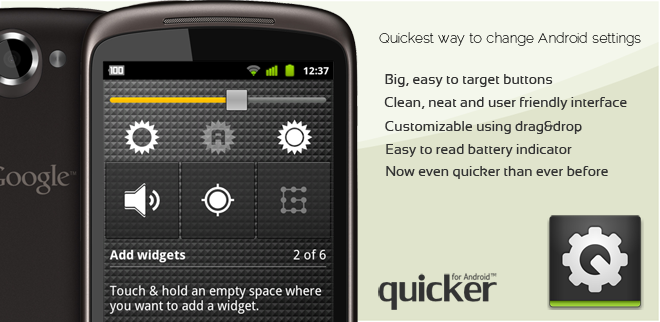 Quickest way to change Android settings
Big, easy to target buttons
Clean, neat and user friendly interface
Customizable using drag&drop
Easy to read battery indicator
Now even quicker than ever before
100
12:37
A
Google™
Add widgets
2 of 6
Touch & hold an empty space where
you want to add a widget.
for Android™
quicker
Q